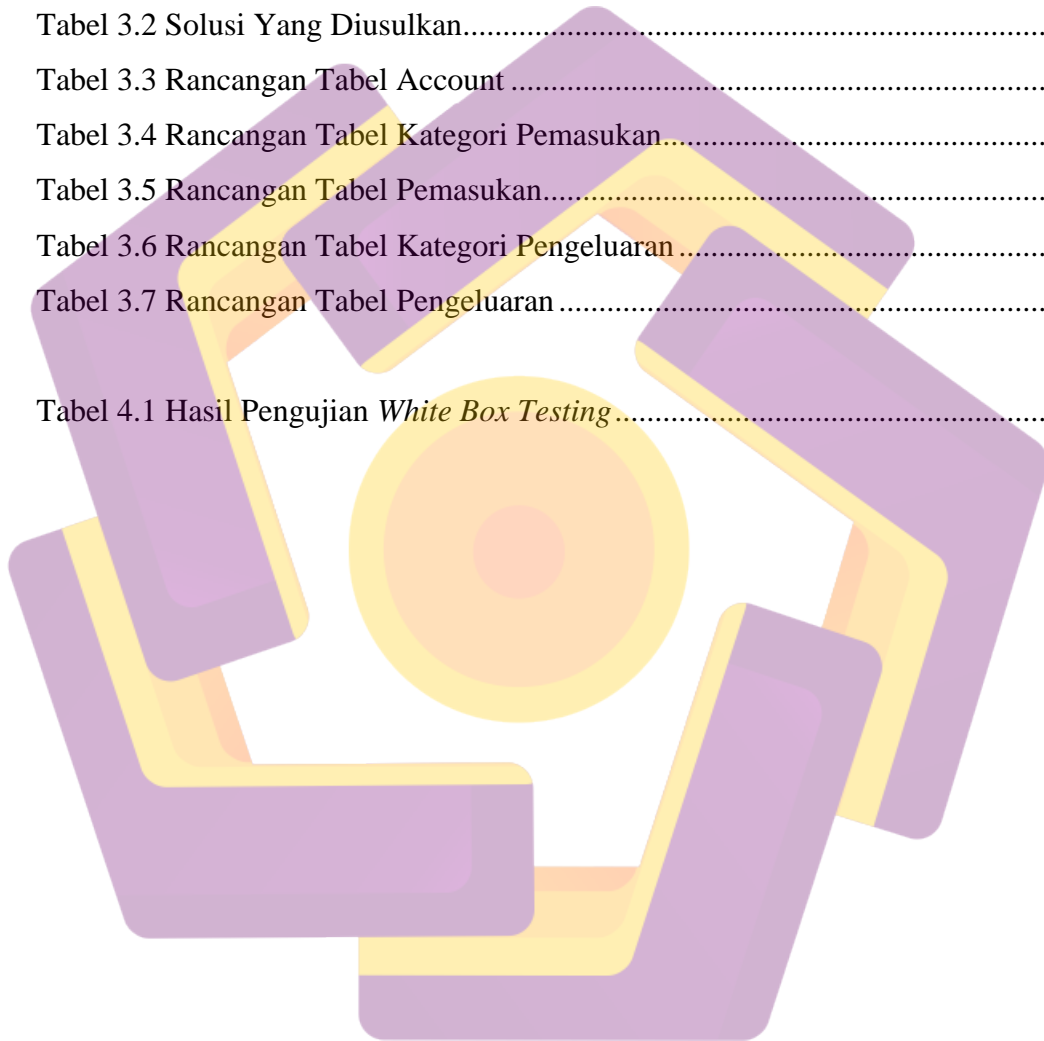 Tabel 3.2 Solusi Yang Diusulkan...........................................................................
Tabel 3.3 Rancangan Tabel Account .....................................................................
Tabel 3.4 Rancangan Tabel Kategori Pemasukan.................................................
Tabel 3.5 Rancangan Tabel Pemasukan.................................................................
Tabel 3.6 Rancangan Tabel Kategori Pengeluaran ...............................................
Tabel 3.7 Rancangan Tabel Pengeluaran ...............................................................
Tabel 4.1 Hasil Pengujian White Box Testing.......................................................